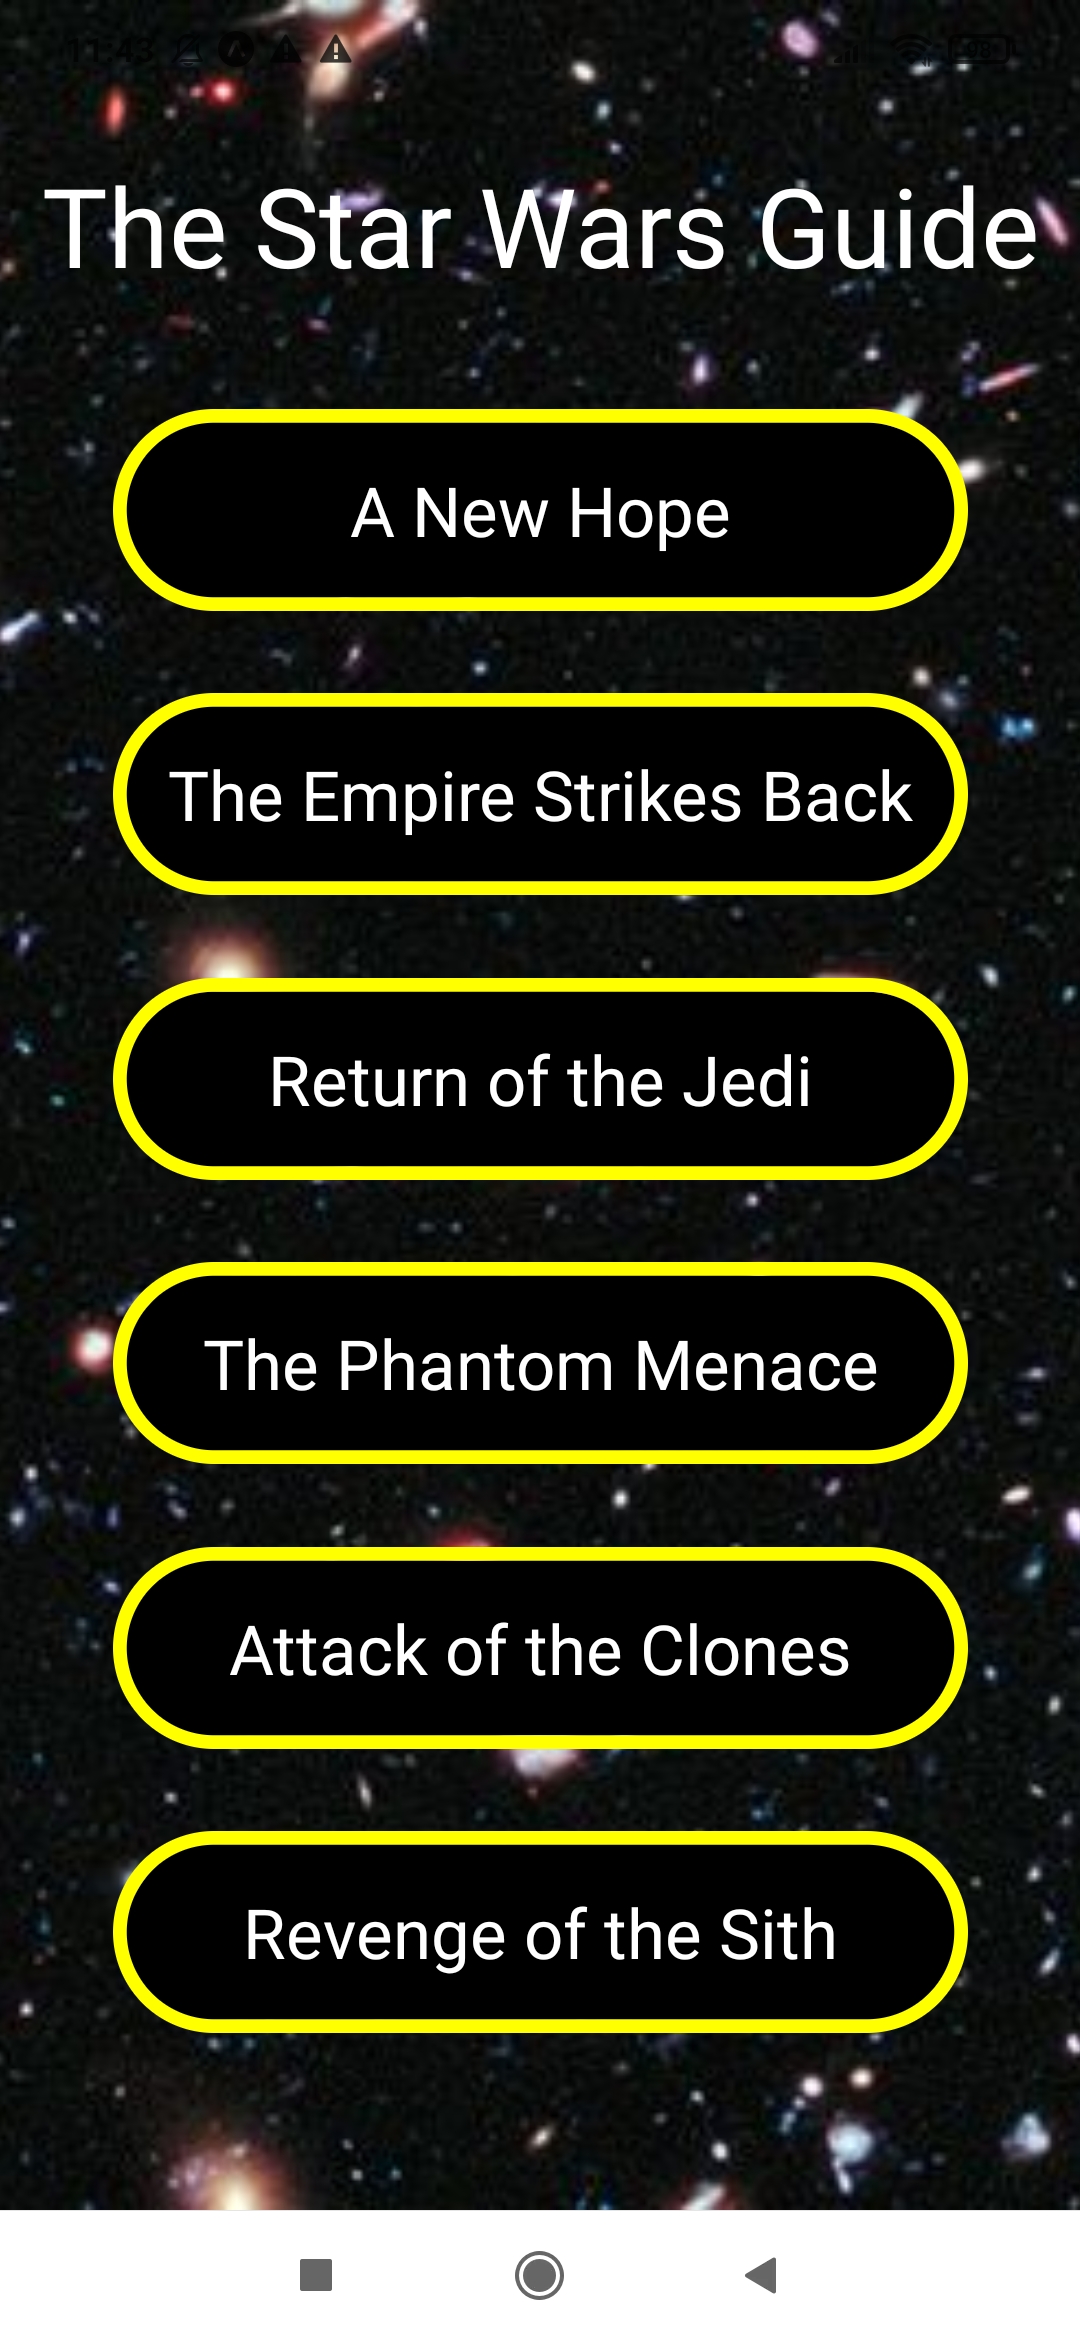 11:43
98
The Star Wars Guide
A New Hope
The Empire Strikes Back
Return of the Jedi
The Phantom Menace
Attack of the Clones
Revenge of the Sith